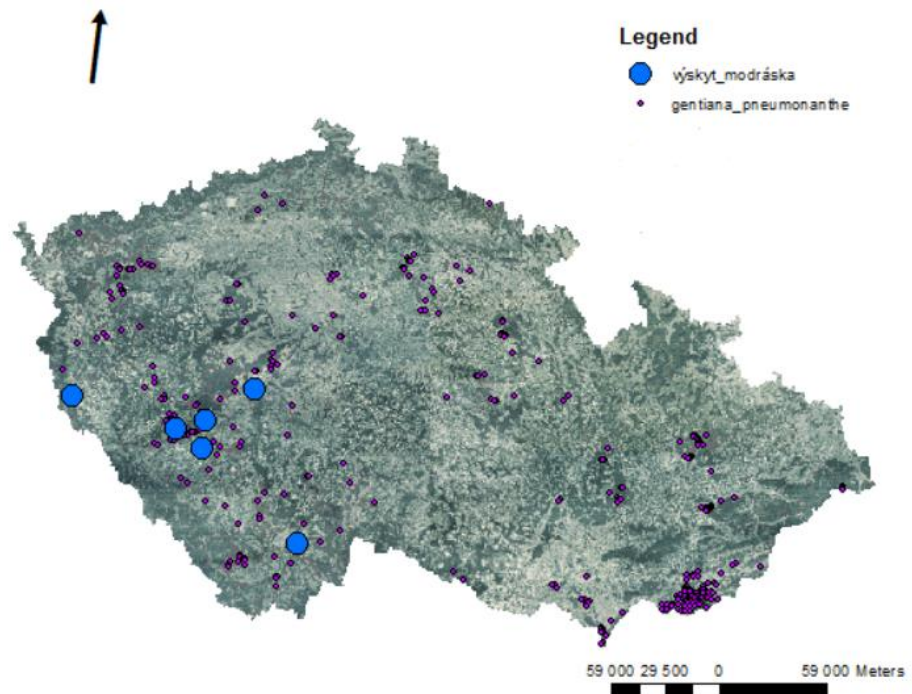 Legend
výskyt_modráska
gentiana_pneumonanthe
59 000 29 500 0 59 000 Meters